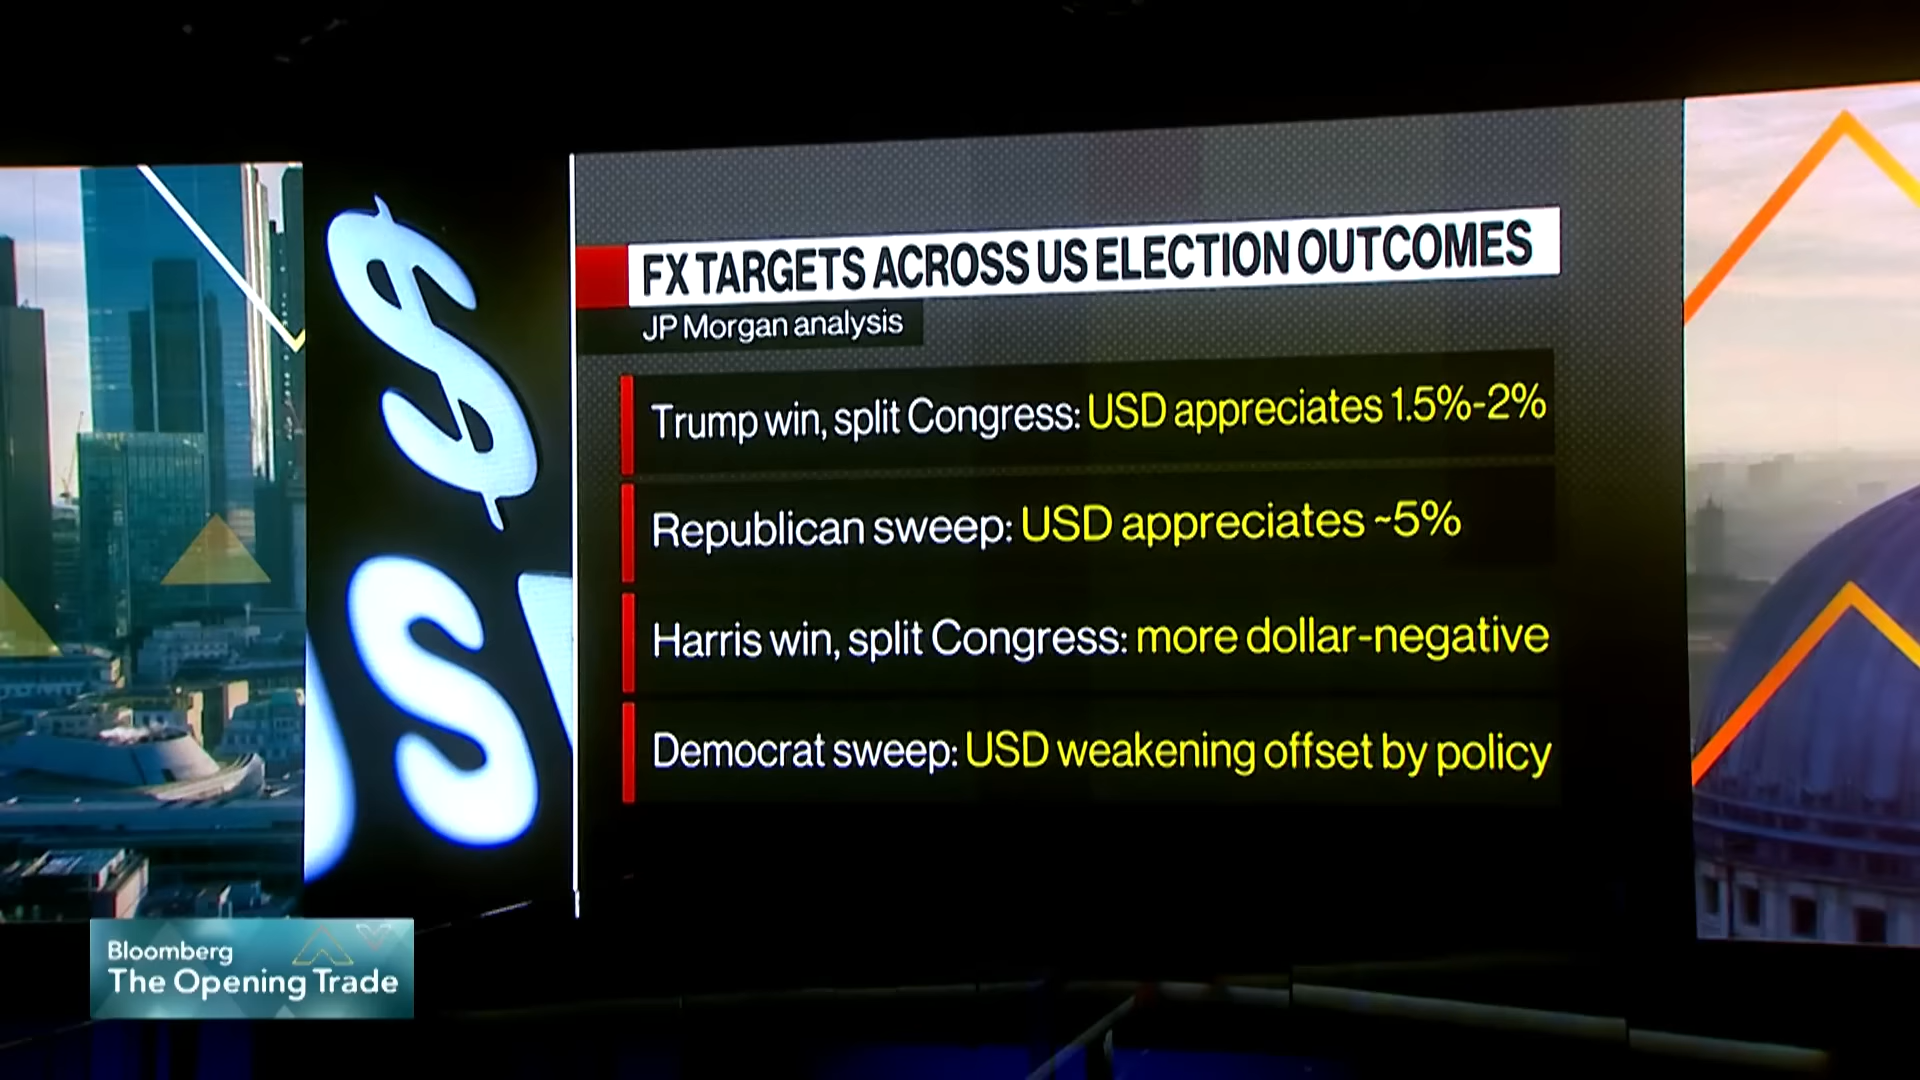 FX TARGETS ACROSS US ELECTION OUTCOMES
JP Morgan analysis
Trump win, split Congress: USD appreciates 1.5%-2%
Republican sweep: USD appreciates ~5%
Harris win, split Congress: more dollar-negative
Democrat sweep: USD weakening offset by policy
$
S
Bloomberg
The Opening Trade